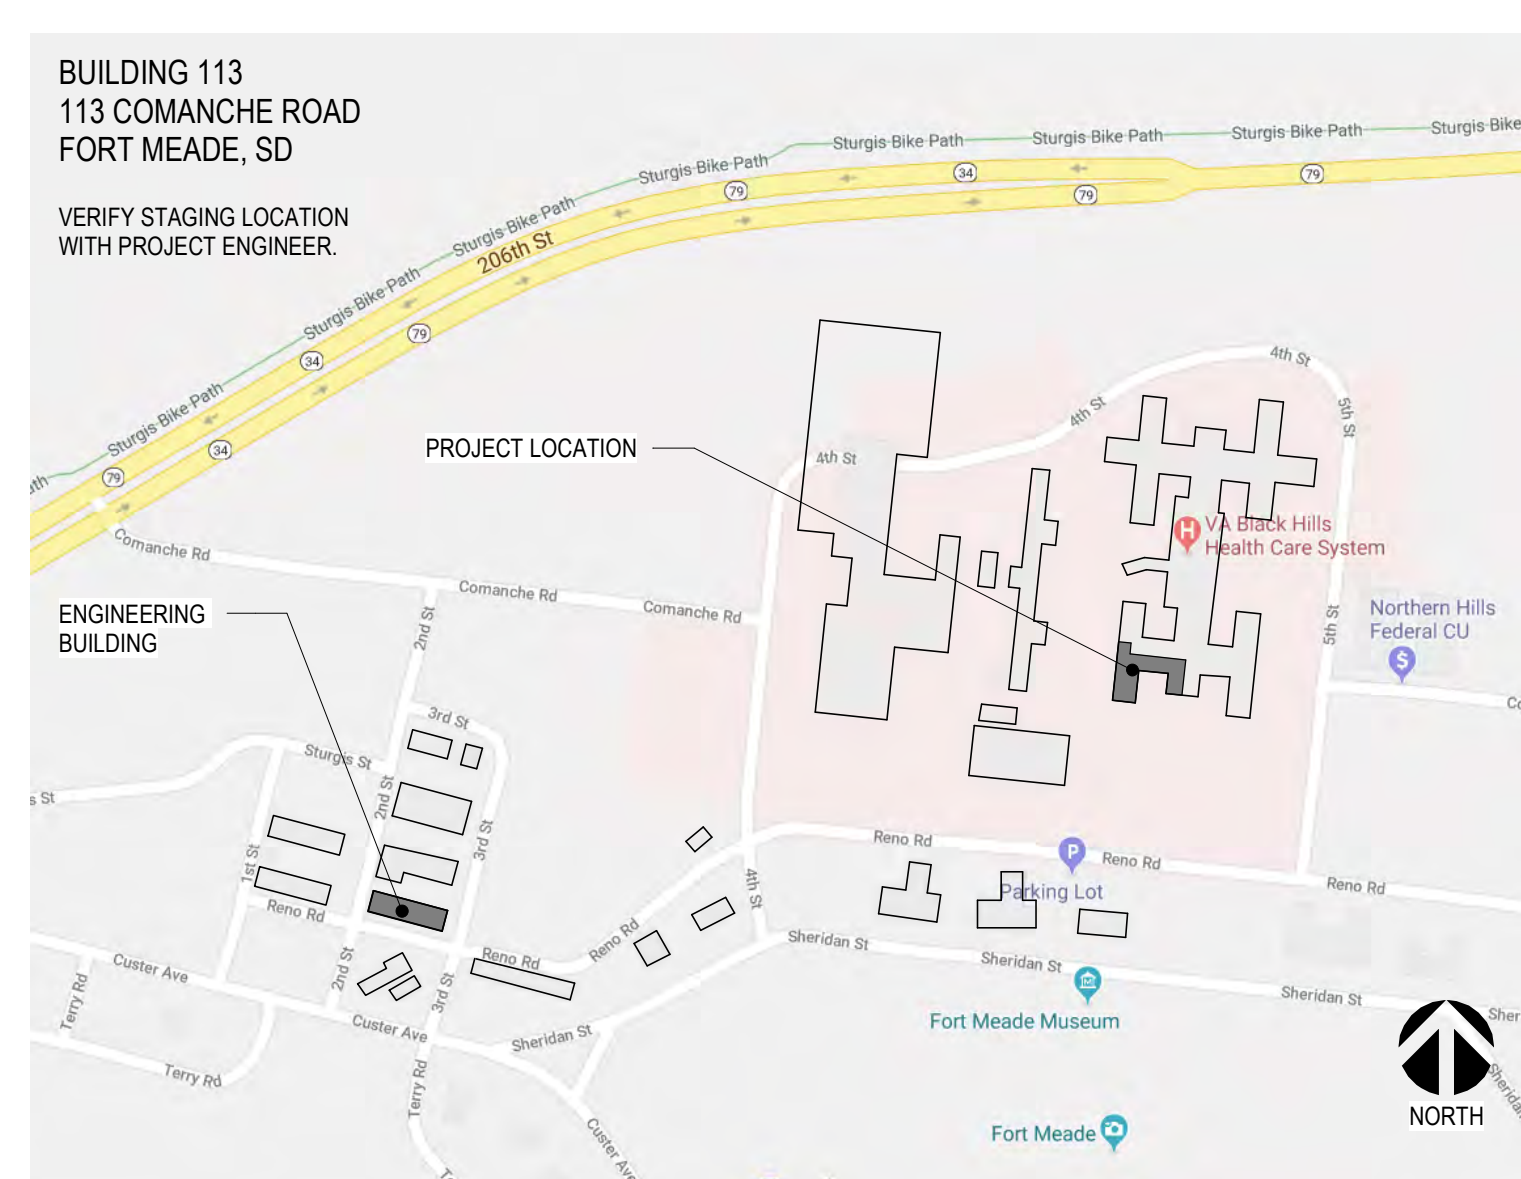 BUILDING 113
113 COMANCHE ROAD
FORT MEADE, SD
VERIFY STAGING LOCATION
WITH PROJECT ENGINEER.
Sturgis Bike Path
Sturgis Bike Path
Sturgis Bike Path
Sturgis Bike
Sturgis Bike Path
34
79
79
79
Sturgis Bike Path
206th St
Sturgis Bike Path
79
34
4th St
4th St
5th St
Sturgis Bike Path
34
79
PROJECT LOCATION
4th St
VA Black Hills
Health Care System
H
Comanche Rd
Comanche Rd
Comanche Rd
ENGINEERING
BUILDING
2nd St
5th St
Northern Hills
Federal CU
$
3rd St
Sturgis St
2nd St
s St
3rd St
1st St
Reno Rd
P
Reno Rd
Parking Lot
Reno Rd
4th St
Reno Rd
Reno Rd
Reno Rd
Sheridan St
Sheridan St
Sheridan St
Custer Ave
2nd St
3rd St
Terry Rd
Fort Meade Museum
Custer Ave
Sheridan St
Sher
Terry Rd
Terry Rd
Sherida
NORTH
Fort Meade
Custer Ave